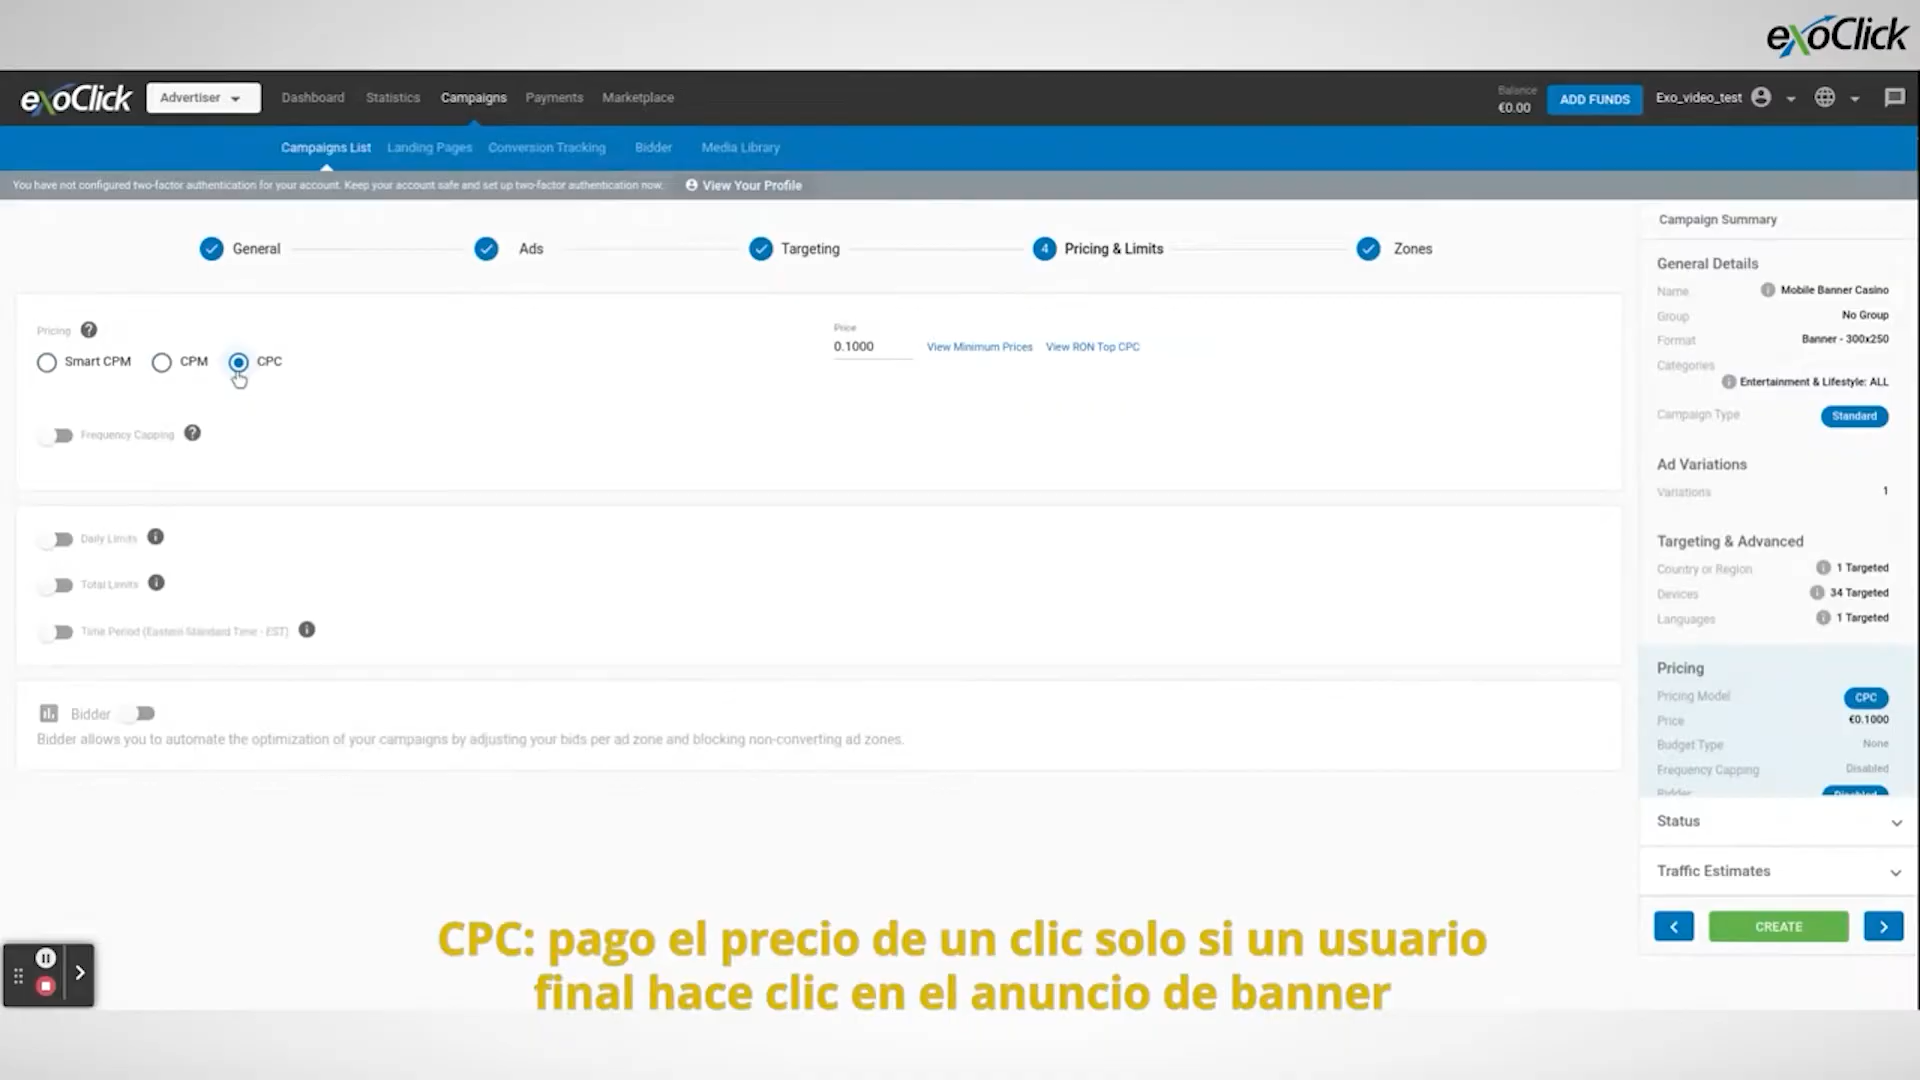 exoClick
exoClick Advertiser Dashboard Statistics Campaigns Payments Marketplace Balance €0.00 ADD FUNDS Exo_video_test
Campaigns List Landing Pages Conversion Tracking Bidder Media Library
You have not configured two-factor authentication for your account. Keep your account safe and set up two-factor authentication now. View Your Profile
General Ads Targeting 4 Pricing & Limits Zones
Pricing ?
Smart CPM CPM CPC
Price
0.1000 View Minimum Prices View RON Top CPC
Frequency Capping ?
Daily Limits
Total Limits
Time Period (Eastern Standard Time - EST)
Bidder
Bidder allows you to automate the optimization of your campaigns by adjusting your bids per ad zone and blocking non-converting ad zones.
Campaign Summary
General Details
Name Mobile Banner Casino
Group No Group
Format Banner - 300x250
Categories
Entertainment & Lifestyle: ALL
Campaign Type Standard
Ad Variations
Variations 1
Targeting & Advanced
Country or Region 1 Targeted
Devices 34 Targeted
Languages 1 Targeted
Pricing
Pricing Model CPC
Price €0.1000
Budget Type None
Frequency Capping Disabled
Bidder Disabled
Status
Traffic Estimates
CREATE
CPC: pago el precio de un clic solo si un usuario
final hace clic en el anuncio de banner